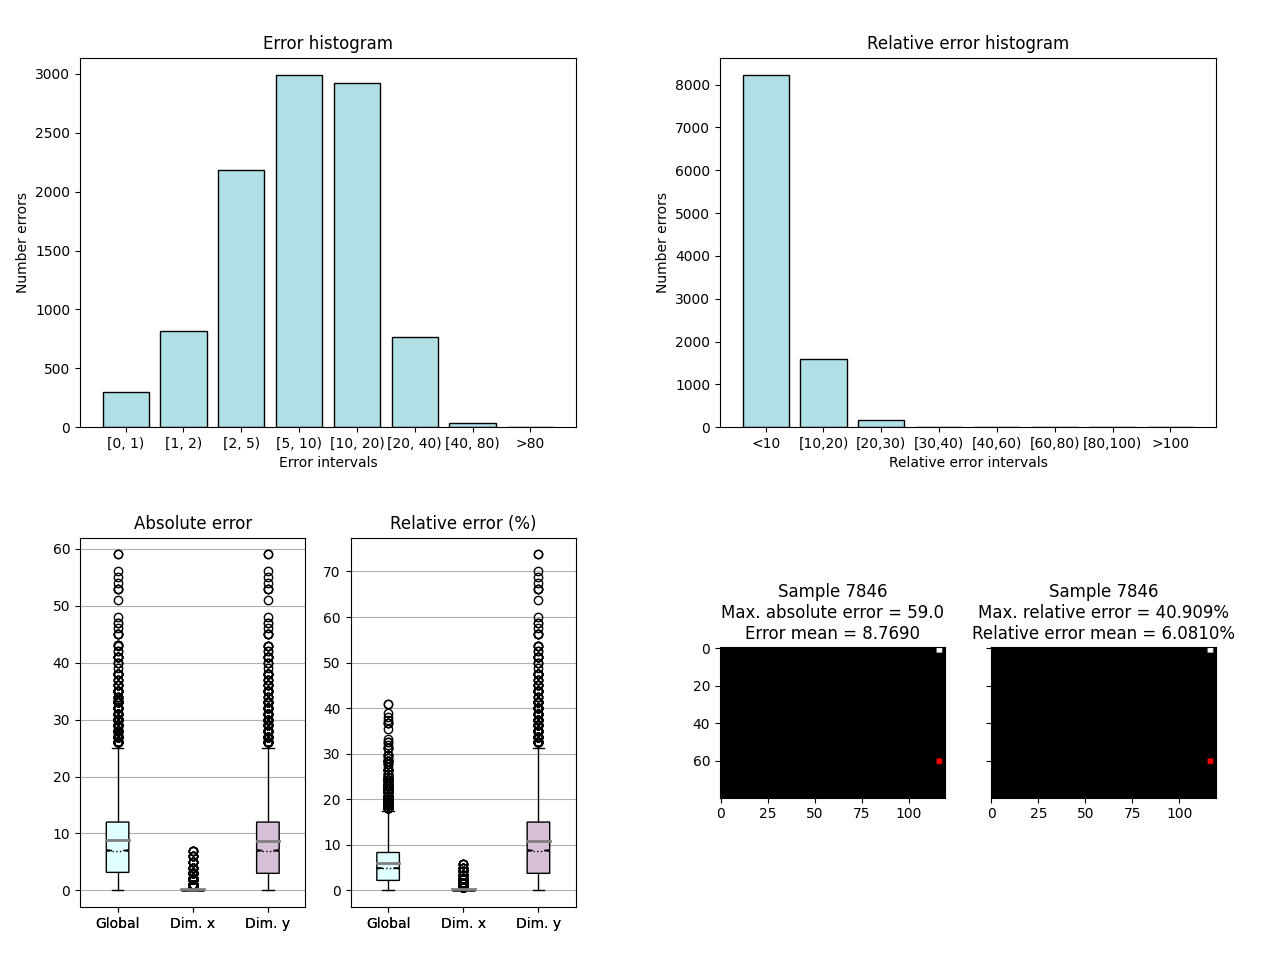 Error histogram
Number errors
3000
2500
2000
1500
1000
500
0
[0, 1) [1, 2) [2, 5) [5, 10) [10, 20) [20, 40) [40, 80) >80
Error intervals
Relative error histogram
Number errors
8000
7000
6000
5000
4000
3000
2000
1000
0
<10 [10,20) [20,30) [30,40) [40,60) [60,80) [80,100) >100
Relative error intervals
Absolute error
60
50
40
30
20
10
0
Global Dim. x Dim. y
Relative error (%)
70
60
50
40
30
20
10
0
Global Dim. x Dim. y
Sample 7846
Max. absolute error = 59.0
Error mean = 8.7690
0
20
40
60
0 25 50 75 100
Sample 7846
Max. relative error = 40.909%
Relative error mean = 6.0810%
0 25 50 75 100